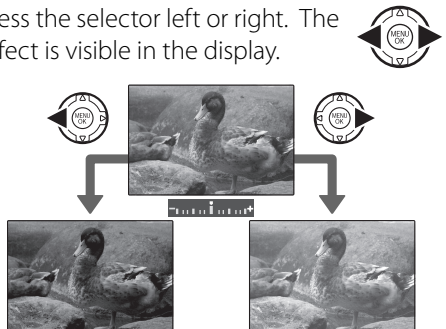 ess the selector left or right. The
MENU
OK
fect is visible in the display.
MENU
OK
MENU
OK
- +